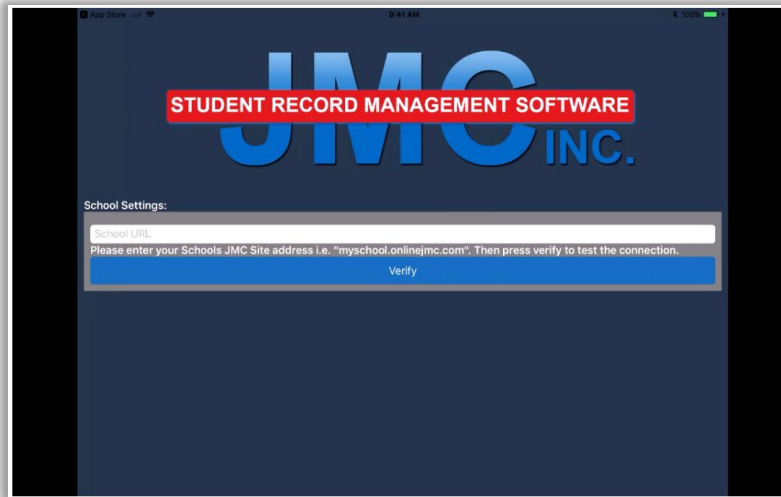 App Store 9:41 AM 100%
JMC
STUDENT RECORD MANAGEMENT SOFTWARE
INC.
School Settings:
School URL
Please enter your Schools JMC Site address i.e. "myschool.onlinejmc.com". Then press verify to test the connection.
Verify